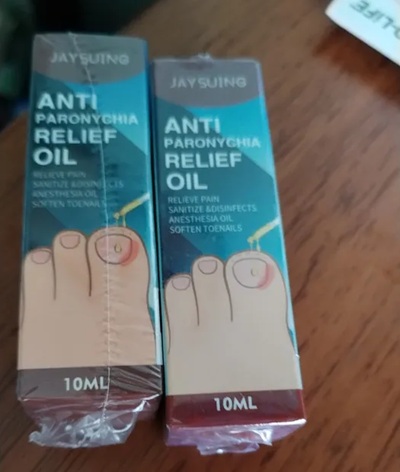 JAYSUING
ANTI
PARONYCHIA
RELIEF
OIL
RELIEVE PAIN
SANITIZE &DISINFECTS
ANESTHESIA OIL
SOFTEN TOENAILS
10ML
JAYSUING
ANTI
PARONYCHIA
RELIEF
OIL
RELIEVE PAIN
SANITIZE &DISINFECTS
ANESTHESIA OIL
SOFTEN TOENAILS
10ML